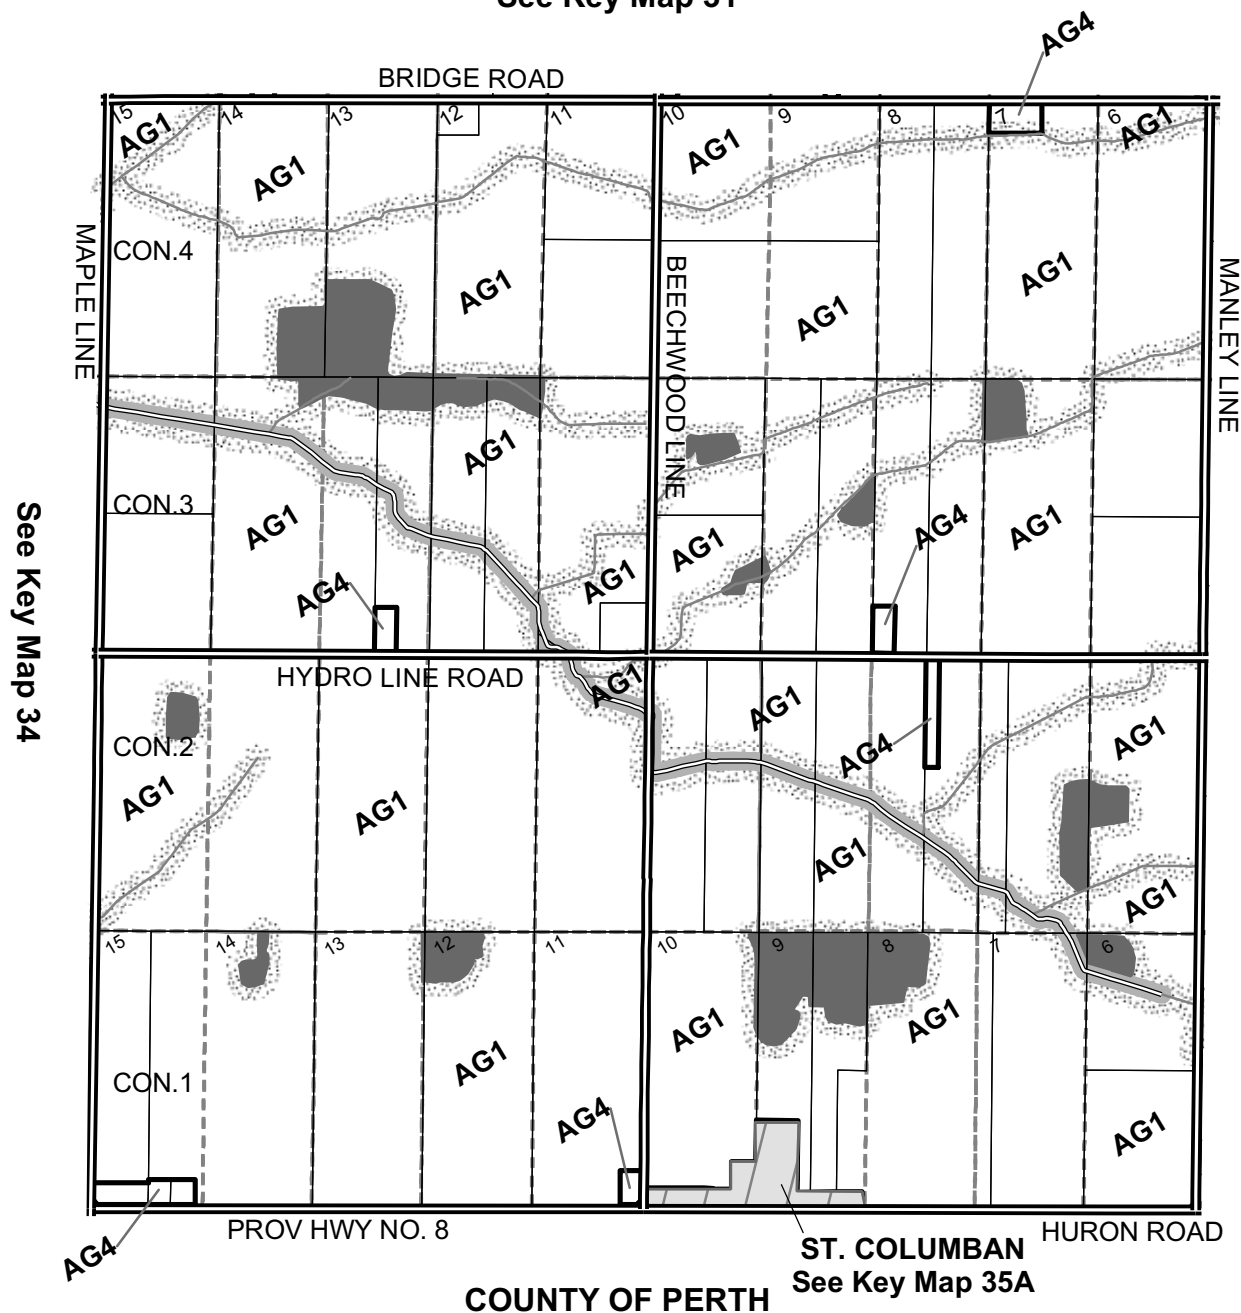 See Key Map 31
AG4
BRIDGE ROAD
15 14 13 12 11 10 9 8 7 6
AG1 AG1 AG1 AG1
MAPLE LINE
CON.4
AG1
BEECHWOOD LINE
AG1
AG1
MANLEY LINE
See Key Map 34
CON.3
AG1
AG1
AG1
AG1
AG4
AG1
AG4
HYDRO LINE ROAD
AG1
AG1
AG4
AG1
CON.2
AG1
AG1
AG1
AG1
15 14 13 12 11 10 9 8 7 6
CON.1
AG1
AG1
AG1
AG4
AG1
AG4
PROV HWY NO. 8
HURON ROAD
ST. COLUMBAN
See Key Map 35A
COUNTY OF PERTH